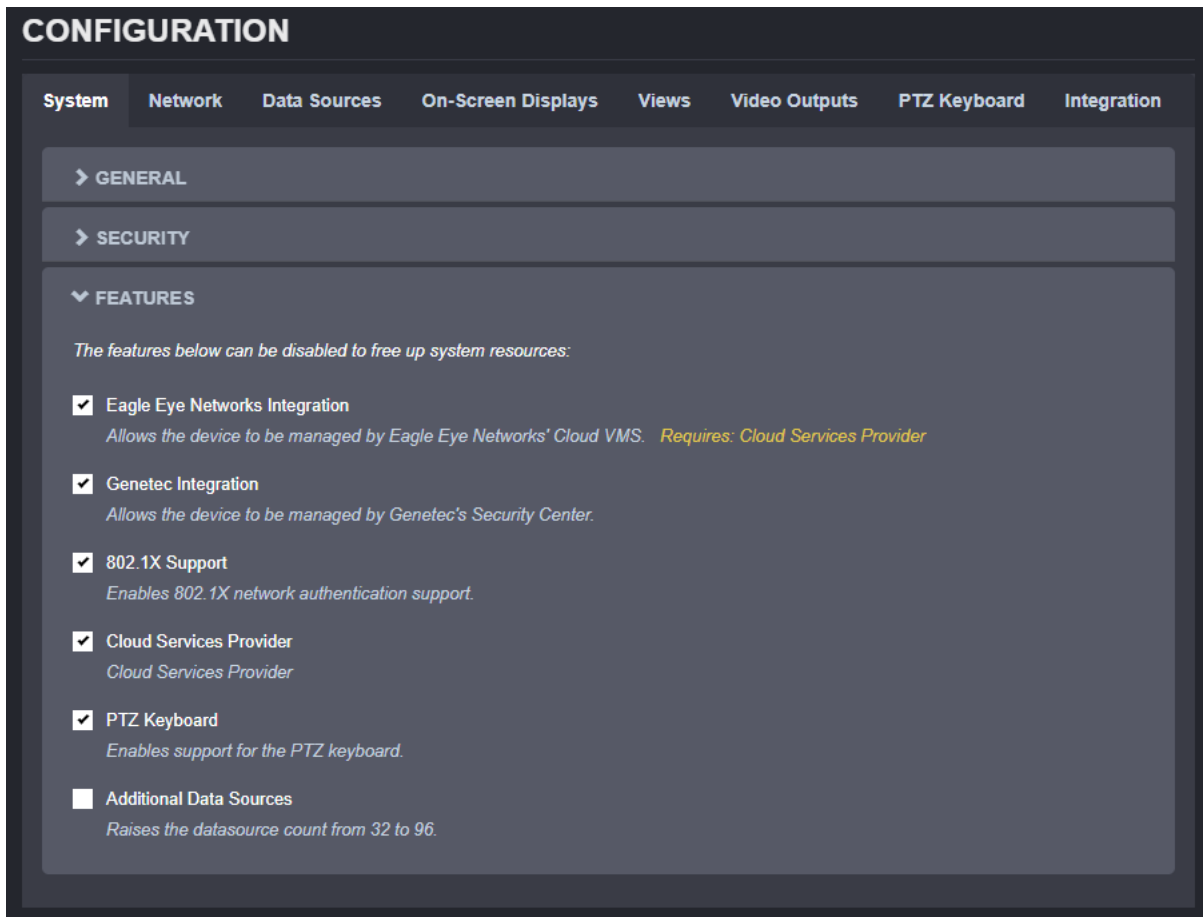 CONFIGURATION
System Network Data Sources On-Screen Displays Views Video Outputs PTZ Keyboard Integration
GENERAL
SECURITY
FEATURES
The features below can be disabled to free up system resources:
Eagle Eye Networks Integration
Allows the device to be managed by Eagle Eye Networks' Cloud VMS. Requires: Cloud Services Provider
Genetec Integration
Allows the device to be managed by Genetec's Security Center.
802.1X Support
Enables 802.1X network authentication support.
Cloud Services Provider
Cloud Services Provider
PTZ Keyboard
Enables support for the PTZ keyboard.
Additional Data Sources
Raises the datasource count from 32 to 96.